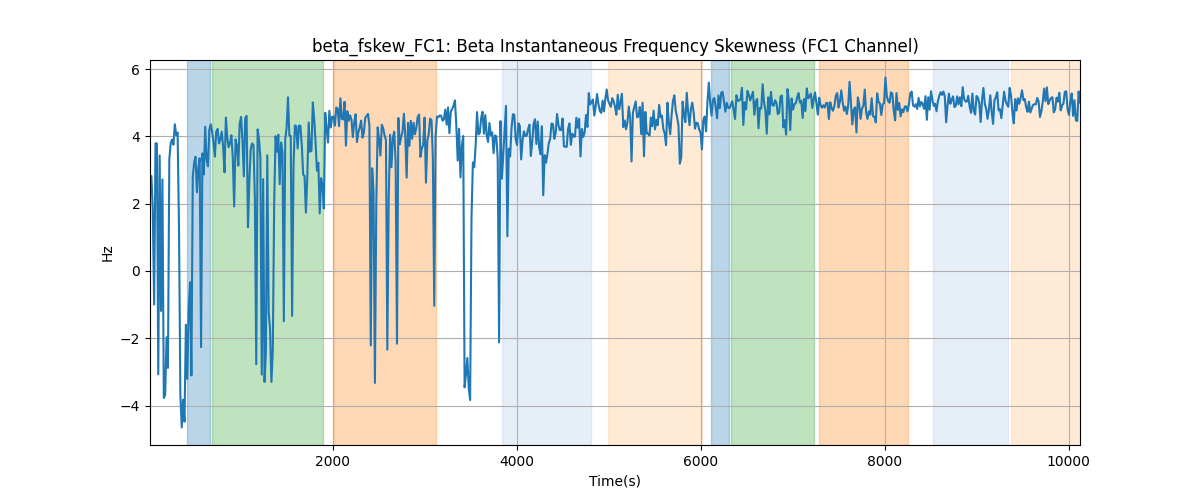 beta_fskew_FC1: Beta Instantaneous Frequency Skewness (FC1 Channel)
6
4
2
0
−2
−4
Hz
2000 4000 6000 8000 10000
Time(s)